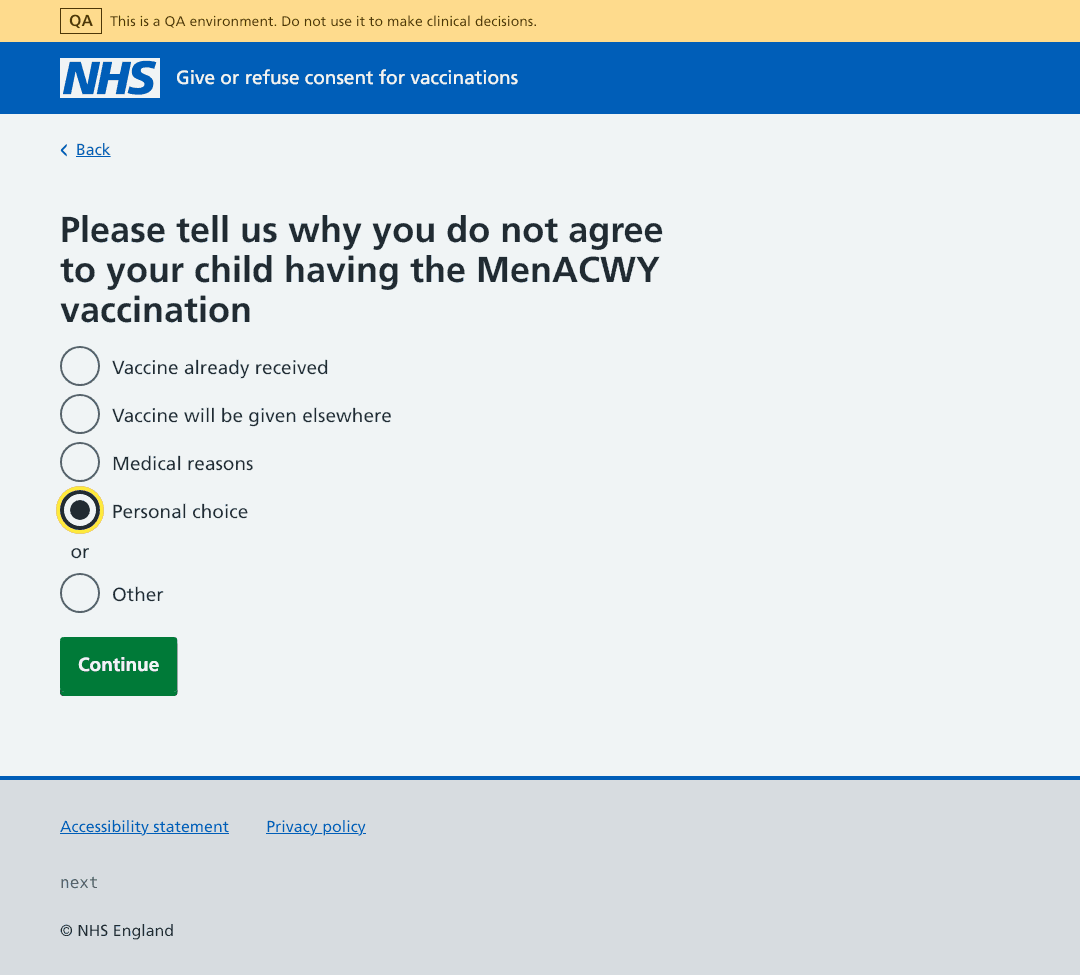 QA This is a QA environment. Do not use it to make clinical decisions.
NHS Give or refuse consent for vaccinations
Back
Please tell us why you do not agree
to your child having the MenACWY
vaccination
Vaccine already received
Vaccine will be given elsewhere
Medical reasons
Personal choice
or
Other
Continue
Accessibility statement Privacy policy
next
© NHS England